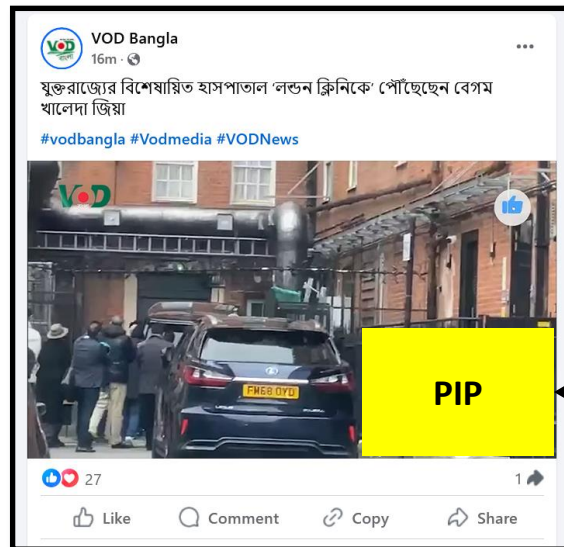 VOD Bangla
16m
যুক্তরাজ্যের বিশেষায়িত হাসপাতাল ‘লন্ডন ক্লিনিকে’ পৌঁছেছেন বেগম
খালেদা জিয়া
#vodbangla #Vodmedia #VODNews
VOD
FM68 OYD
PIP
27
1
Like Comment Copy Share